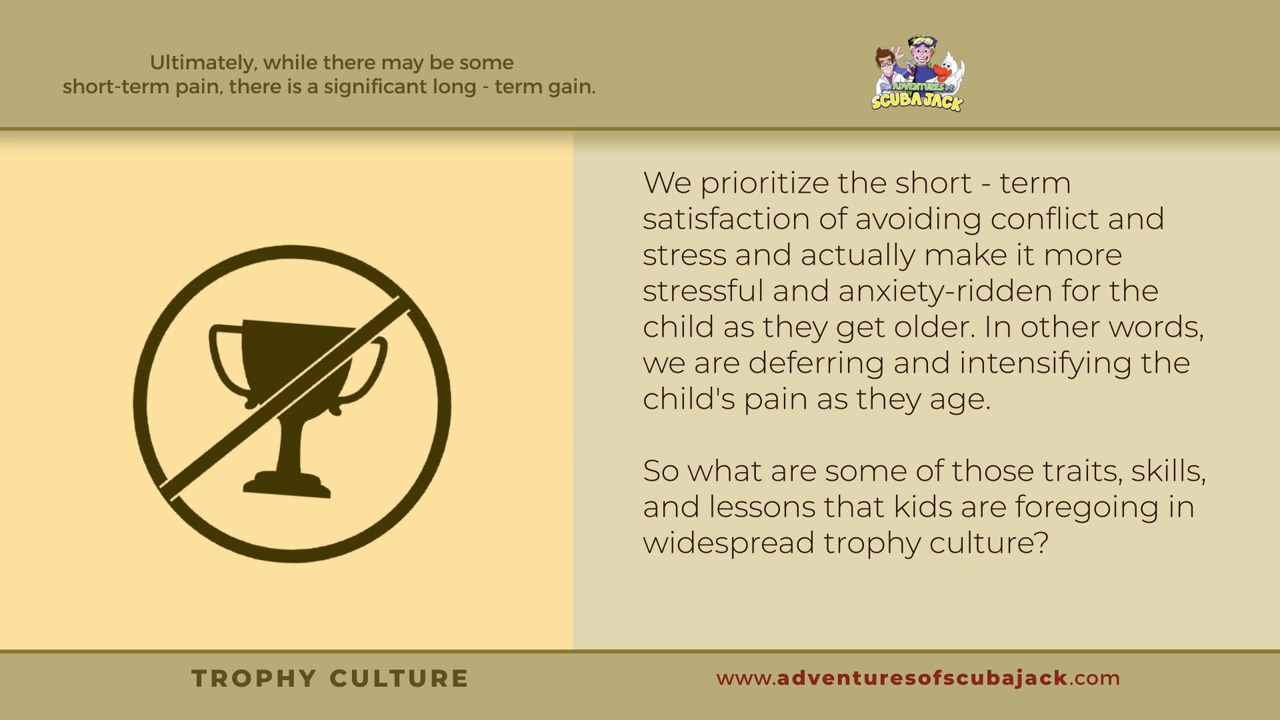 Ultimately, while there may be some
short-term pain, there is a significant long - term gain.
THE ADVENTURES OF
SCUBA JACK
We prioritize the short - term
satisfaction of avoiding conflict and
stress and actually make it more
stressful and anxiety-ridden for the
child as they get older. In other words,
we are deferring and intensifying the
child's pain as they age.
So what are some of those traits, skills,
and lessons that kids are foregoing in
widespread trophy culture?
TROPHY CULTURE
www.adventuresofscubajack.com